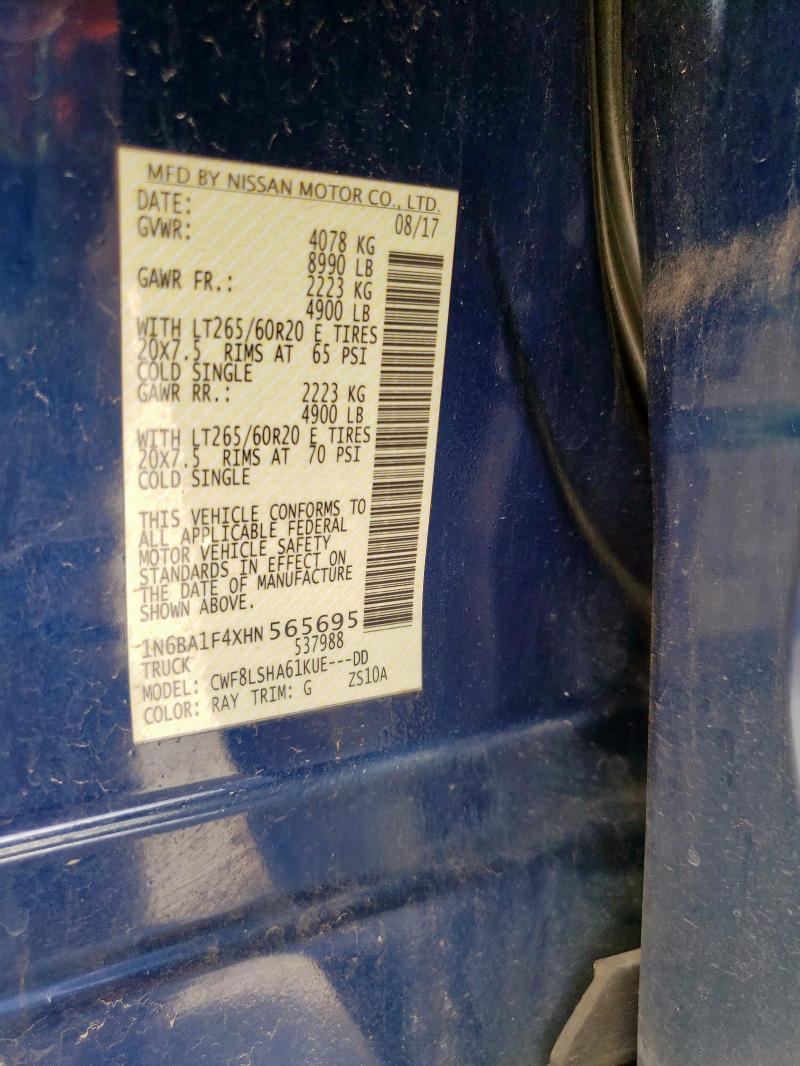 MFD BY NISSAN MOTOR CO., LTD.
DATE: 08/17
GVWR: 4078 KG
8990 LB
GAWR FR.: 2223 KG
4900 LB
WITH LT265/60R20 E TIRES
20X7.5 RIMS AT 65 PSI
COLD SINGLE
GAWR RR.: 2223 KG
4900 LB
WITH LT265/60R20 E TIRES
20X7.5 RIMS AT 70 PSI
COLD SINGLE
THIS VEHICLE CONFORMS TO
ALL APPLICABLE FEDERAL
MOTOR VEHICLE SAFETY
STANDARDS IN EFFECT ON
THE DATE OF MANUFACTURE
SHOWN ABOVE.
1N6BA1F4XHN 565695
TRUCK 537988
MODEL: CWF8LSHA61KUE---DD
COLOR: RAY TRIM: G ZS10A